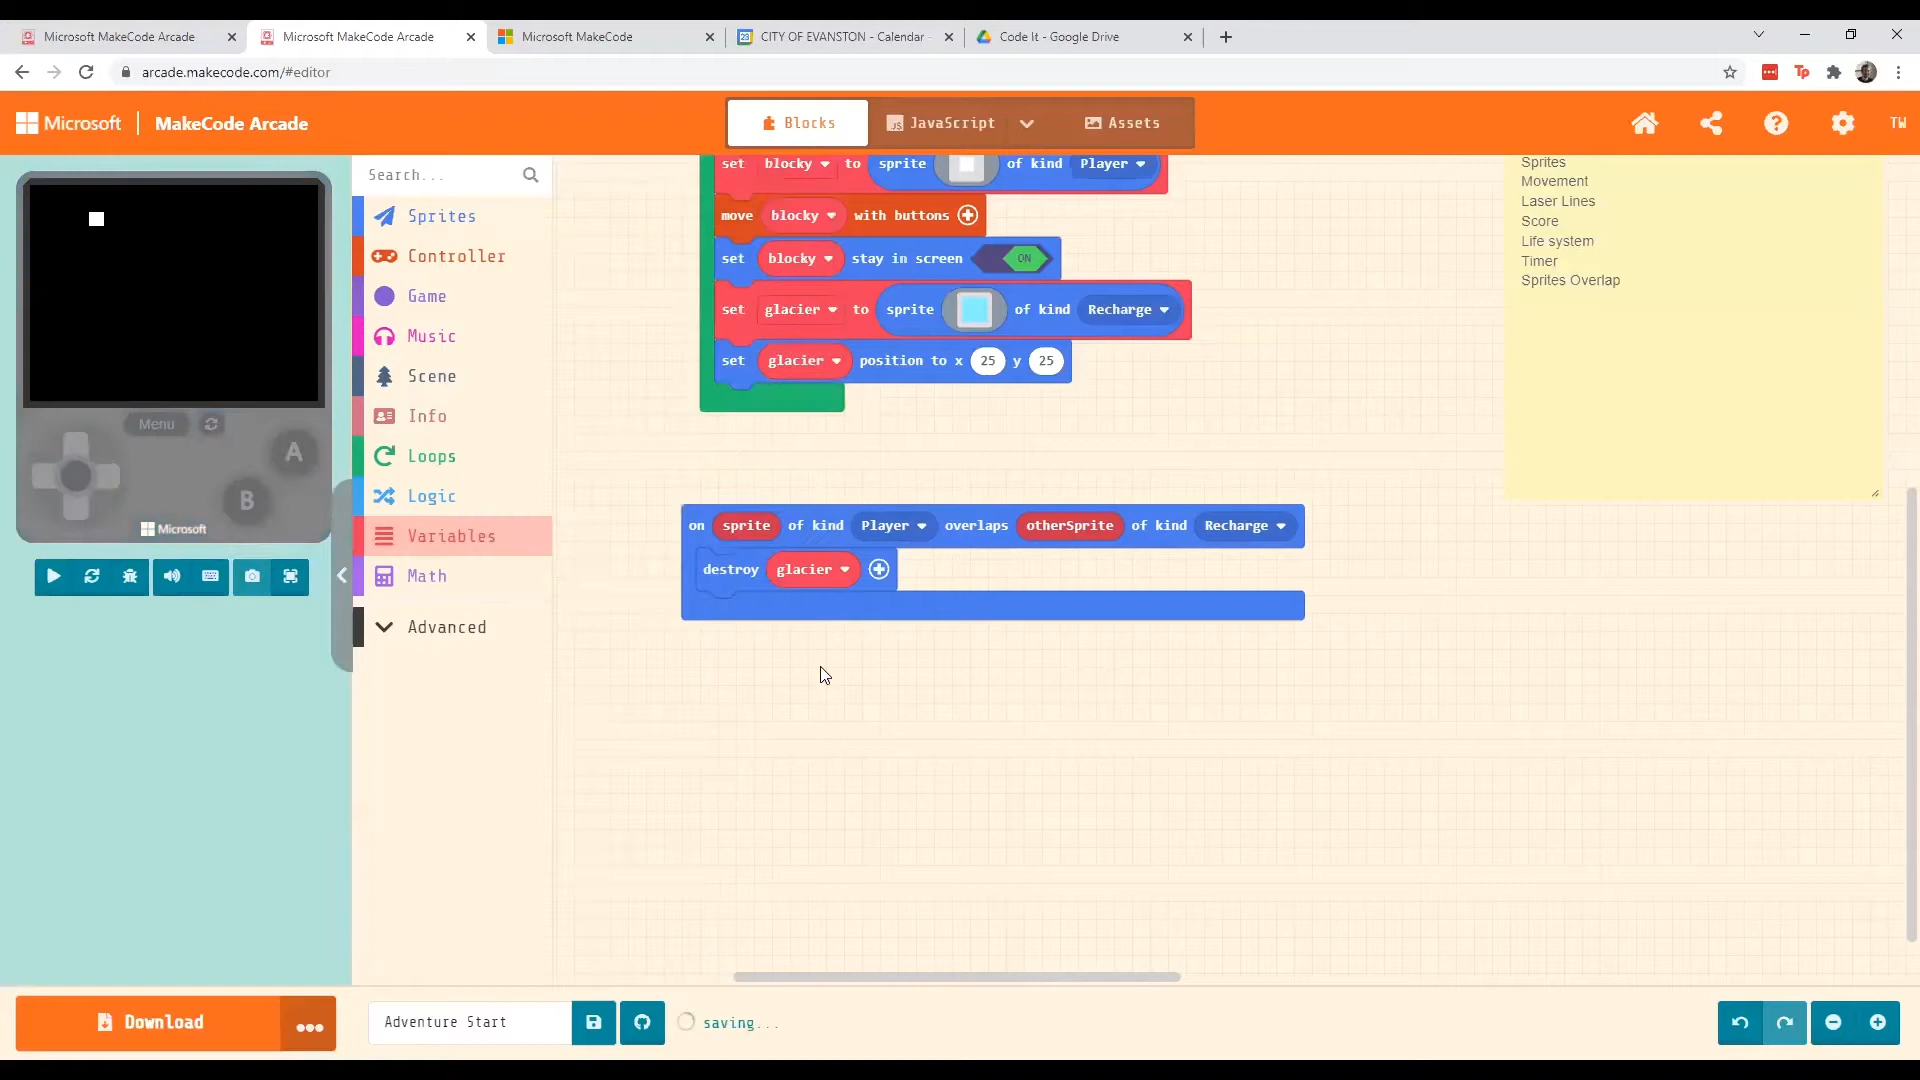 Microsoft MakeCode Arcade
Microsoft MakeCode Arcade
Microsoft MakeCode
CITY OF EVANSTON - Calendar -
Code It - Google Drive
arcade.makecode.com/#editor
Tp
Microsoft
MakeCode Arcade
Blocks
JS JavaScript
Assets
TW
Menu
A
B
Microsoft
Search...
Sprites
Controller
Game
Music
Scene
Info
Loops
Logic
Variables
Math
Advanced
set blocky to sprite of kind Player
move blocky with buttons
set blocky stay in screen ON
set glacier to sprite of kind Recharge
set glacier position to x 25 y 25
on sprite of kind Player overlaps otherSprite of kind Recharge
destroy glacier
Sprites
Movement
Laser Lines
Score
Life system
Timer
Sprites Overlap
Download
Adventure Start
saving...